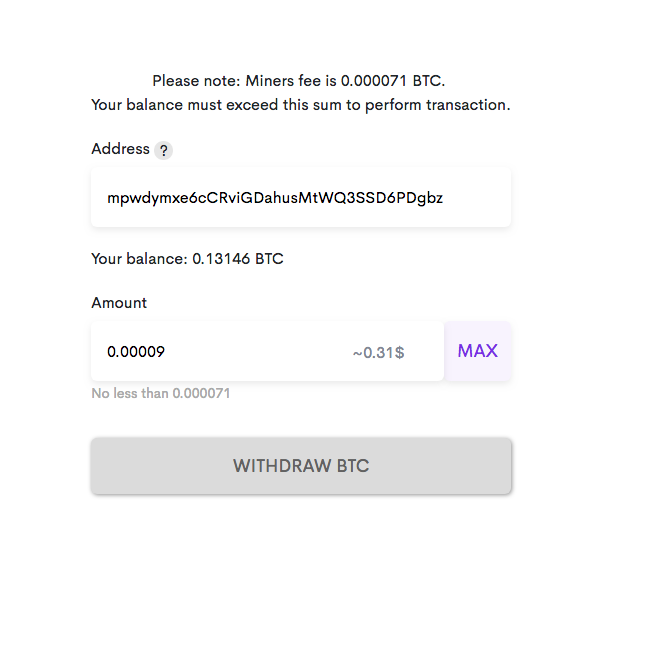 Please note: Miners fee is 0.000071 BTC.
Your balance must exceed this sum to perform transaction.
Address ?
mpwdymxe6cCRviGDahusMtWQ3SSD6PDgbz
Your balance: 0.13146 BTC
Amount
0.00009 ~0.31$ MAX
No less than 0.000071
WITHDRAW BTC